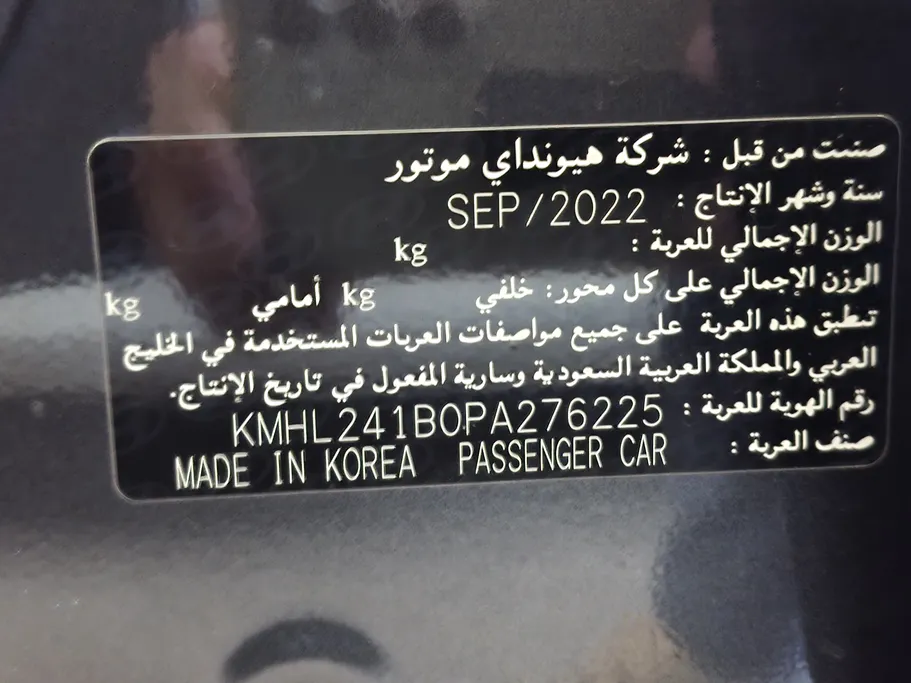 صنعت من قبل : شركة هيونداي موتور
سنة وشهر الإنتاج : SEP/2022
الوزن الإجمالي للعربة : kg
الوزن الإجمالي على كل محور: خلفي kg أمامي kg
تنطبق هذه العربة على جميع مواصفات العربات المستخدمة في الخليج
العربي والمملكة العربية السعودية وسارية المفعول في تاريخ الإنتاج.
رقم الهوية للعربة : KMHL241B0PA276225
صنف العربة : MADE IN KOREA PASSENGER CAR